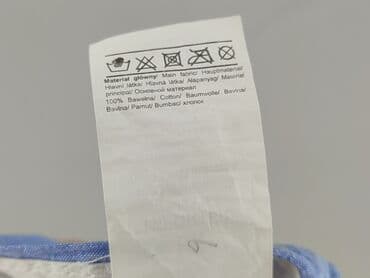 Materiał główny/ Main fabric/ Hauptmaterial/
Hlavní látka/ Hlavná látka/ Alapanyag/ Material
principal/ Основной материал
100% Bawełna/ Cotton/ Baumwolle/ Bavlna/
Bavlna/ Pamut/ Bumbac/ хлопок